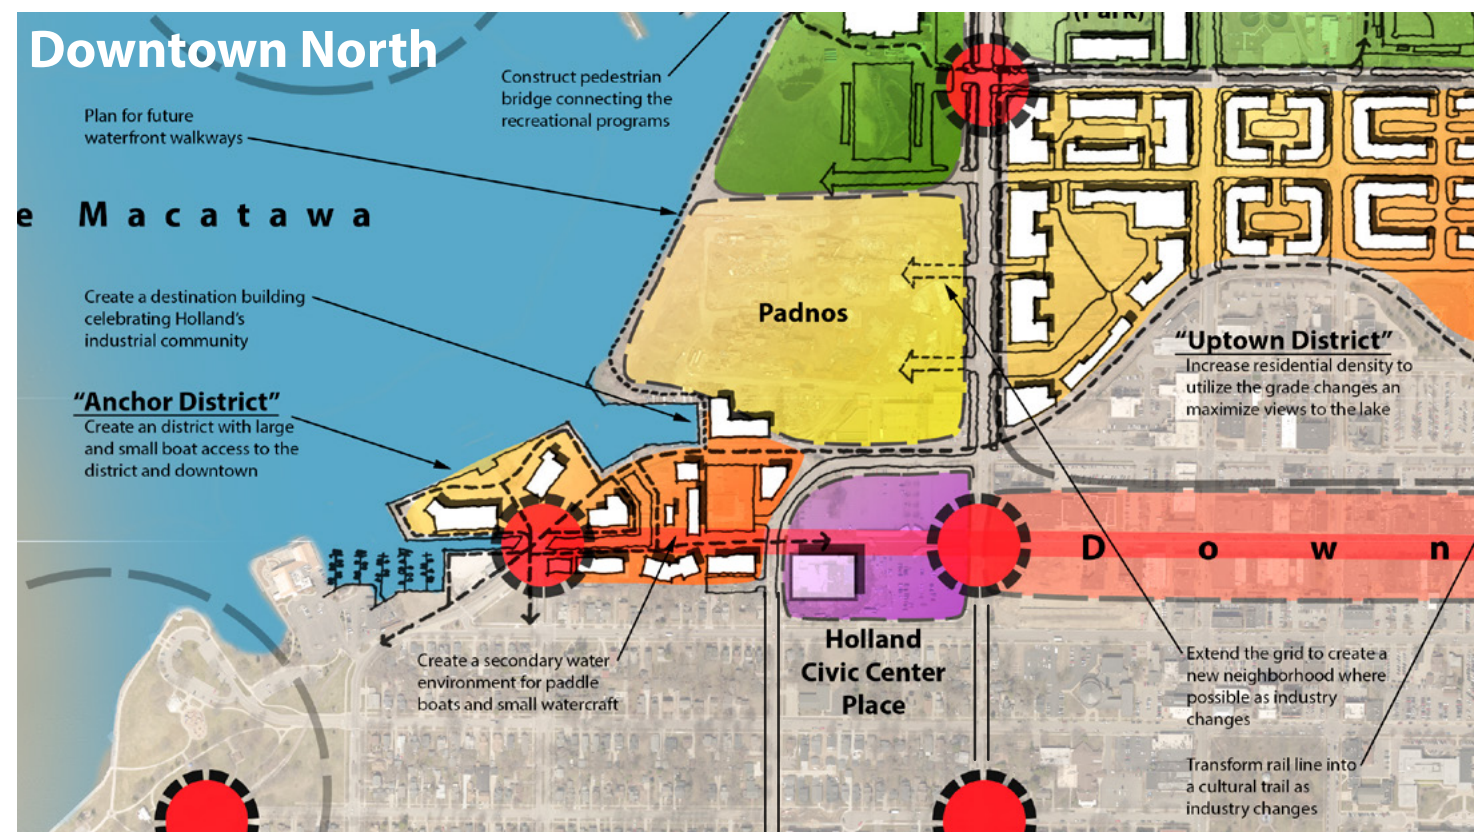 Downtown North
(Park)
Construct pedestrian
bridge connecting the
recreational programs
Plan for future
waterfront walkways
e Macatawa
Create a destination building
celebrating Holland's
industrial community
Padnos
"Uptown District"
Increase residential density to
utilize the grade changes an
maximize views to the lake
"Anchor District"
Create an district with large
and small boat access to the
district and downtown
Down
Holland
Civic Center
Place
Create a secondary water
environment for paddle
boats and small watercraft
Extend the grid to create a
new neighborhood where
possible as industry
changes
Transform rail line into
a cultural trail as
industry changes